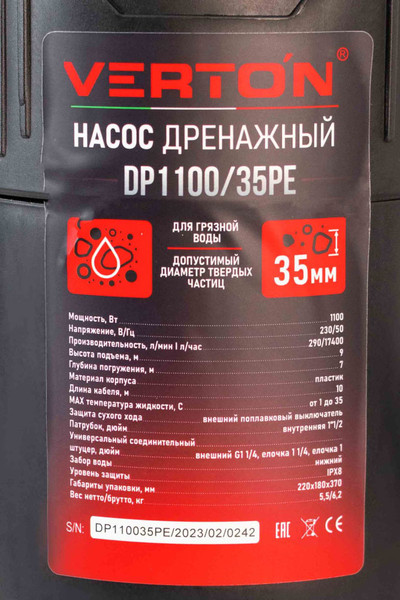 VERTON®
НАСОС ДРЕНАЖНЫЙ
DP1100/35PE
ДЛЯ ГРЯЗНОЙ
ВОДЫ
ДОПУСТИМЫЙ
ДИАМЕТР ТВЕРДЫХ
ЧАСТИЦ
35мм
Мощность, Вт 1100
Напряжение, В/Гц 230/50
Производительность, л/мин I л/час 290/17400
Высота подъема, м 9
Глубина погружения, м 7
Материал корпуса пластик
Длина кабеля, м 10
MAX температура жидкости, С от 1 до 35
Защита сухого хода внешний поплавковый выключатель
Патрубок, дюйм внутренняя 1"1/2
Универсальный соединительный
штуцер, дюйм внешний G1 1/4, елочка 1 1/4, елочка 1
Забор воды нижний
Уровень защиты IPX8
Габариты упаковки, мм 220х180х370
Вес нетто/брутто, кг 5,5/6,2
S/N: DP110035PE/2023/02/0242 EAC CE